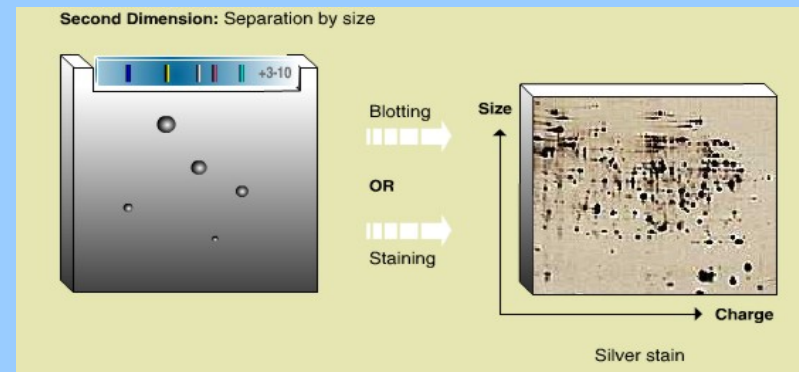 Second Dimension: Separation by size
+3-10
Blotting
OR
Staining
Size
Charge
Silver stain